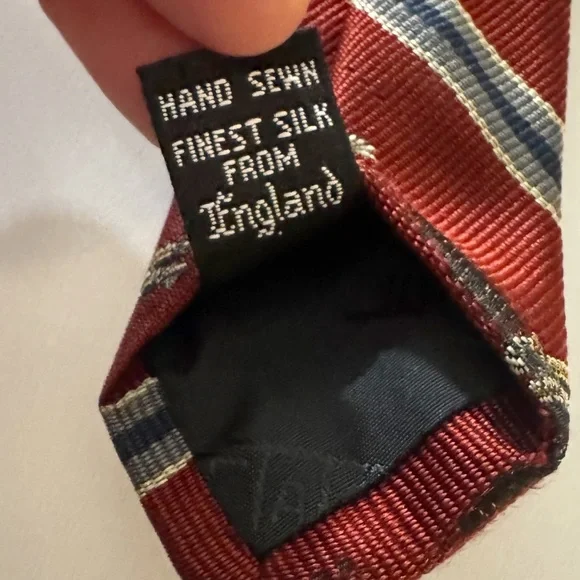 HAND SEWN
FINEST SILK
FROM
England